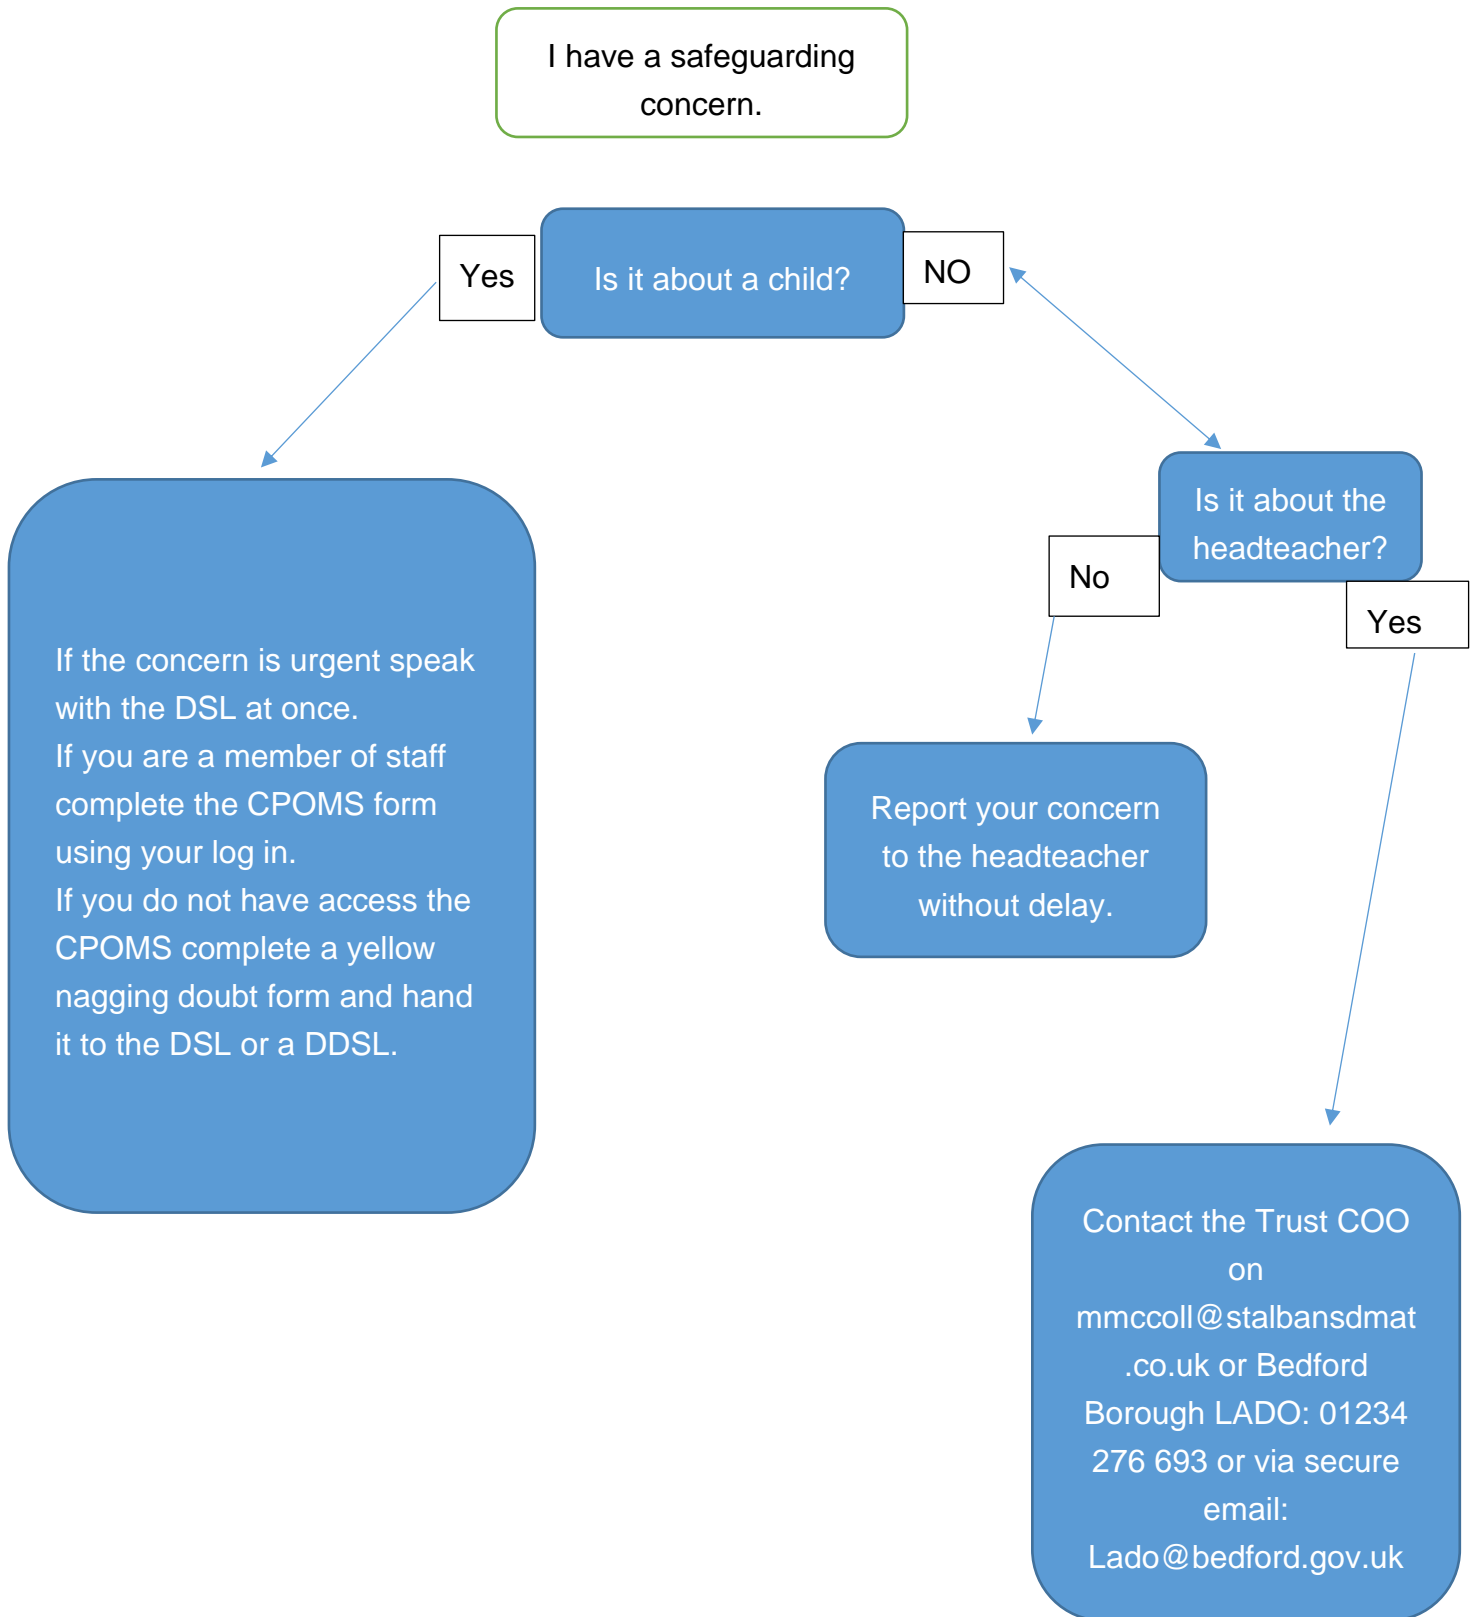 I have a safeguarding
concern.
Yes
Is it about a child?
NO
Is it about the
headteacher?
No
Yes
If the concern is urgent speak
with the DSL at once.
If you are a member of staff
complete the CPOMS form
using your log in.
If you do not have access the
CPOMS complete a yellow
nagging doubt form and hand
it to the DSL or a DDSL.
Report your concern
to the headteacher
without delay.
Contact the Trust COO
on
mmccoll@stalbansdmat
.co.uk or Bedford
Borough LADO: 01234
276 693 or via secure
email:
Lado@bedford.gov.uk